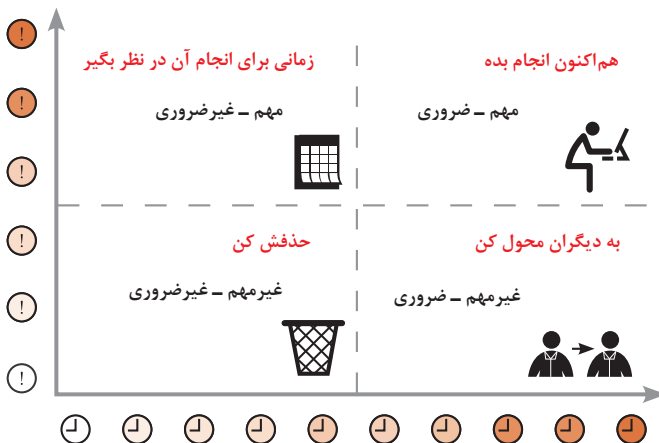 هم‌اکنون انجام بده
مهم ـ ضروری
زمانی برای انجام آن در نظر بگیر
مهم ـ غیرضروری
به دیگران محول کن
غیرمهم ـ ضروری
حذفش کن
غیرمهم ـ غیرضروری
!
!
!
!
!
!